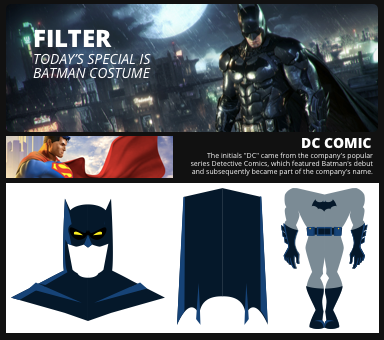 FILTER
TODAY'S SPECIAL IS
BATMAN COSTUME
DC COMIC
The initials "DC" came from the company's popular
series Detective Comics, which featured Batman's debut
and subsequently became part of the company's name.